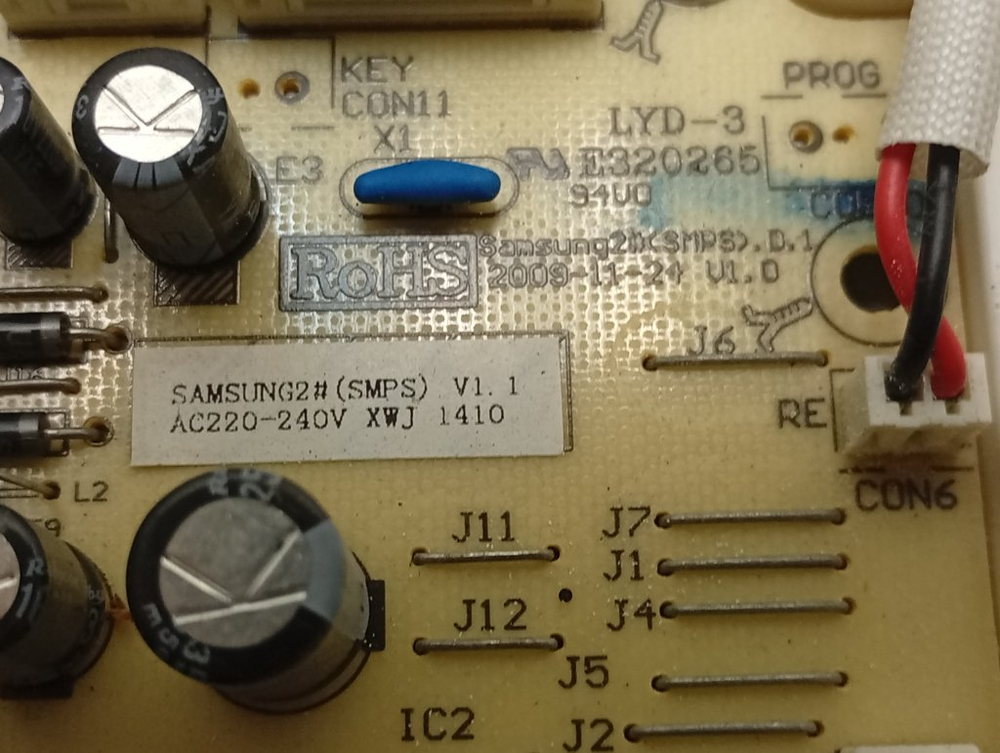 KEY
CON11
X1
PROG
LYD-3
E320265
94V0
E3
RoHS
Samsung2#(SMPS).D.1
2009-11-24 V1.0
J6
SAMSUNG2#(SMPS) V1.1
AC220-240V XWJ 1410
RE
CON6
L2
J11
J7
J1
J12
J4
J5
IC2
J2